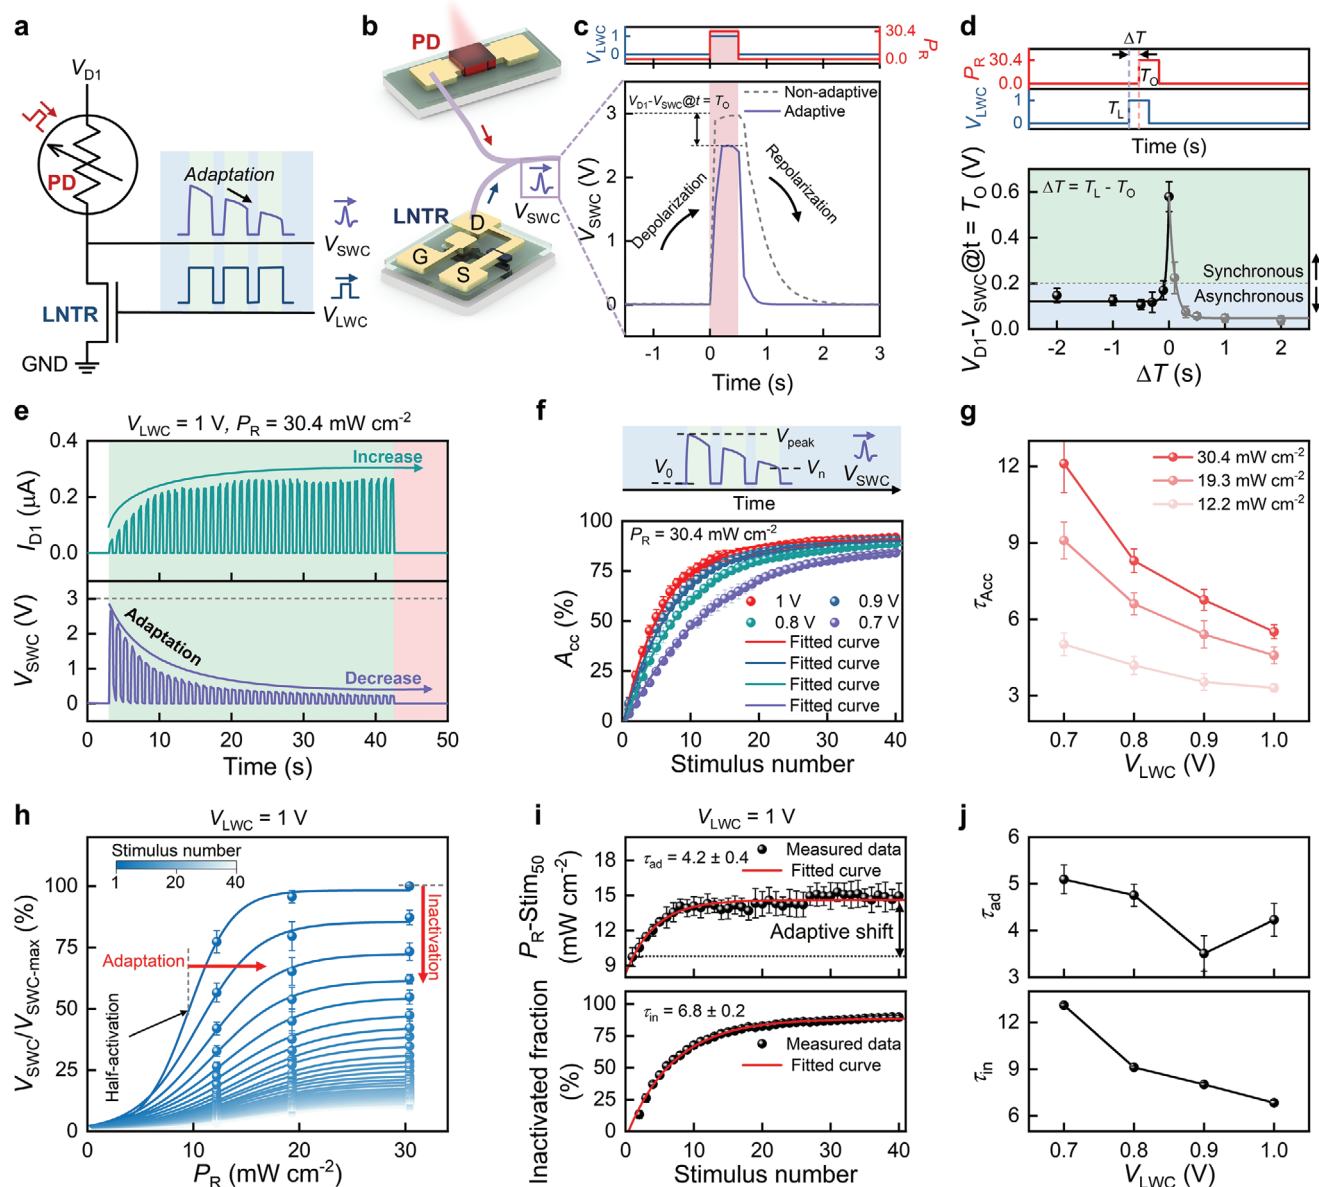 a
V_D1
PD
Adaptation
V_SWC
LNTR
V_LWC
GND
b
PD
V_SWC
LNTR
D
G
S
c
V_LWC
1
0
30.4
0.0
P_R
V_D1-V_SWC@t = T_O
Non-adaptive
Adaptive
Depolarization
Repolarization
V_SWC (V)
3
2
1
0
-1 0 1 2 3
Time (s)
d
ΔT
P_R
30.4
0.0
T_O
V_LWC
1
0
T_L
Time (s)
V_D1-V_SWC@t = T_O (V)
ΔT = T_L - T_O
0.6
0.4
0.2
0.0
Synchronous
Asynchronous
-2 -1 0 1 2
ΔT (s)
e
V_LWC = 1 V, P_R = 30.4 mW cm⁻²
I_D1 (μA)
0.4
0.2
0.0
Increase
V_SWC (V)
3
2
1
0
Adaptation
Decrease
0 10 20 30 40 50
Time (s)
f
V_peak
V_0
V_n
V_SWC
Time
P_R = 30.4 mW cm⁻²
A_cc (%)
100
75
50
25
0
1 V 0.9 V
0.8 V 0.7 V
Fitted curve
Fitted curve
Fitted curve
Fitted curve
0 10 20 30 40
Stimulus number
g
τ_Acc
12
9
6
3
30.4 mW cm⁻²
19.3 mW cm⁻²
12.2 mW cm⁻²
0.7 0.8 0.9 1.0
V_LWC (V)
h
V_LWC = 1 V
Stimulus number
1 20 40
V_SWC/V_SWC-max (%)
100
75
50
25
0
Adaptation
Half-activation
Inactivation
0 10 20 30
P_R (mW cm⁻²)
i
V_LWC = 1 V
P_R-Stim_50
(mW cm⁻²)
18
15
12
9
τ_ad = 4.2 ± 0.4
Measured data
Fitted curve
Adaptive shift
Inactivated fraction
(%)
100
75
50
25
0
τ_in = 6.8 ± 0.2
Measured data
Fitted curve
0 10 20 30 40
Stimulus number
j
τ_ad
6
5
4
3
τ_in
12
9
6
0.7 0.8 0.9 1.0
V_LWC (V)